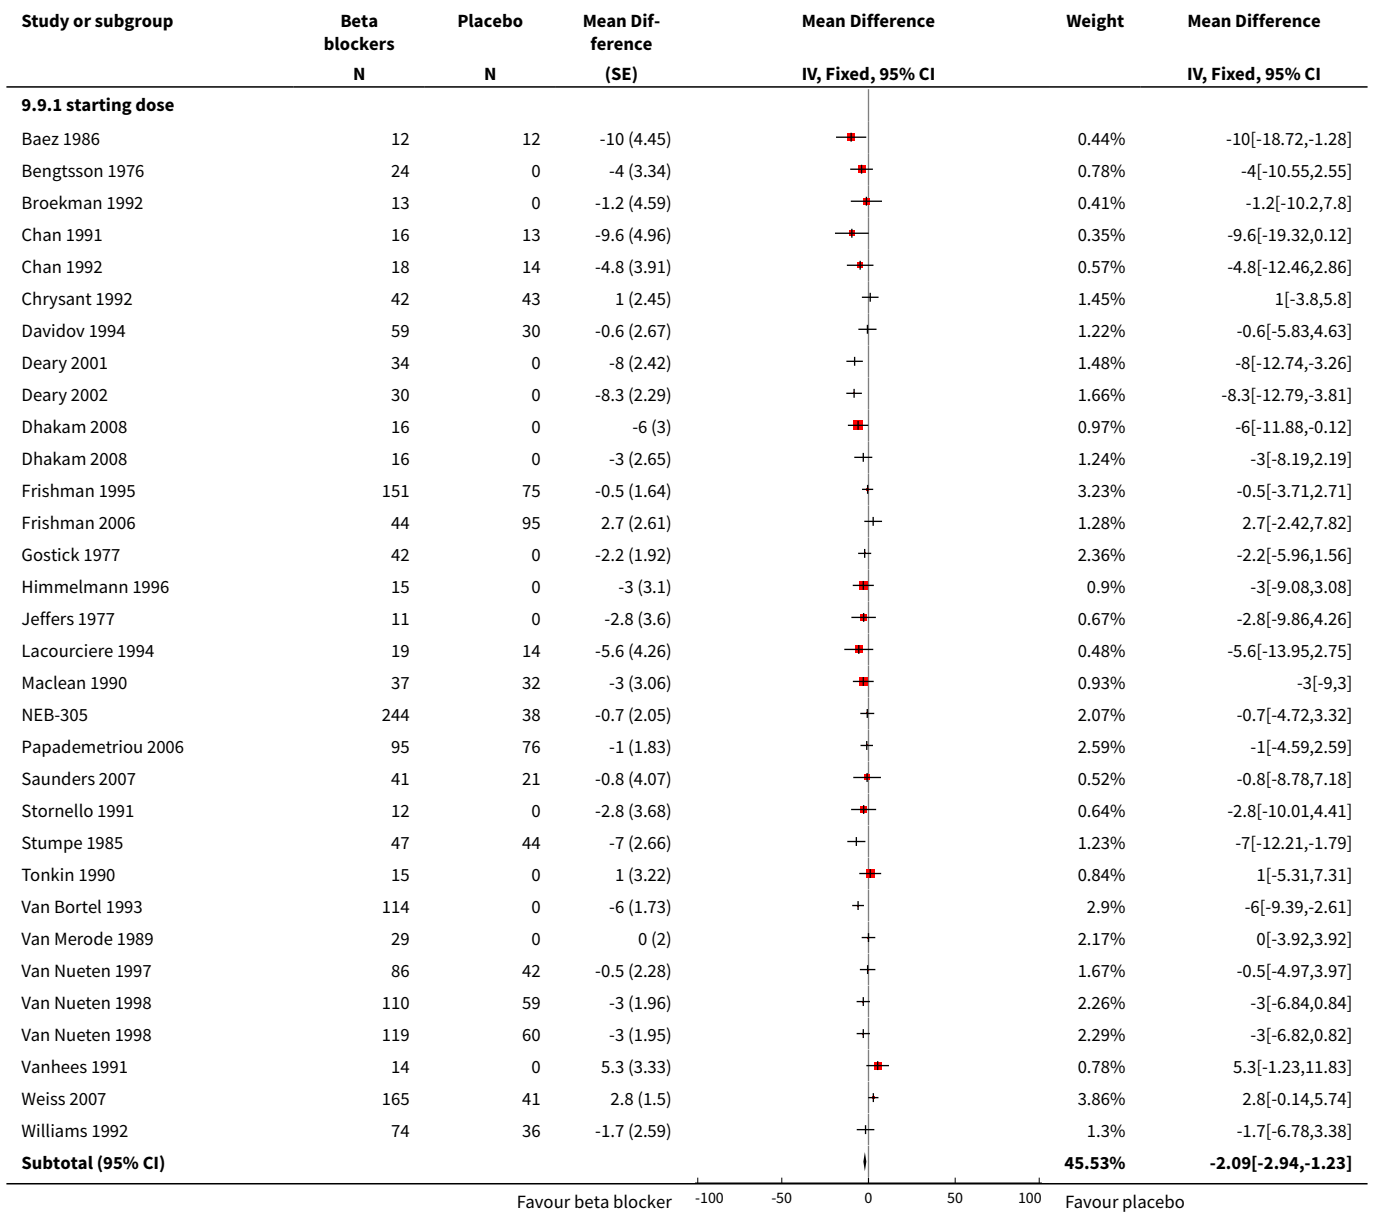 Study or subgroup Beta Placebo Mean Dif- Mean Difference Weight Mean Difference
blockers ference
N N (SE) IV, Fixed, 95% CI IV, Fixed, 95% CI
9.9.1 starting dose
Baez 1986 12 12 -10 (4.45) 0.44% -10[-18.72,-1.28]
Bengtsson 1976 24 0 -4 (3.34) 0.78% -4[-10.55,2.55]
Broekman 1992 13 0 -1.2 (4.59) 0.41% -1.2[-10.2,7.8]
Chan 1991 16 13 -9.6 (4.96) 0.35% -9.6[-19.32,0.12]
Chan 1992 18 14 -4.8 (3.91) 0.57% -4.8[-12.46,2.86]
Chrysant 1992 42 43 1 (2.45) 1.45% 1[-3.8,5.8]
Davidov 1994 59 30 -0.6 (2.67) 1.22% -0.6[-5.83,4.63]
Deary 2001 34 0 -8 (2.42) 1.48% -8[-12.74,-3.26]
Deary 2002 30 0 -8.3 (2.29) 1.66% -8.3[-12.79,-3.81]
Dhakam 2008 16 0 -6 (3) 0.97% -6[-11.88,-0.12]
Dhakam 2008 16 0 -3 (2.65) 1.24% -3[-8.19,2.19]
Frishman 1995 151 75 -0.5 (1.64) 3.23% -0.5[-3.71,2.71]
Frishman 2006 44 95 2.7 (2.61) 1.28% 2.7[-2.42,7.82]
Gostick 1977 42 0 -2.2 (1.92) 2.36% -2.2[-5.96,1.56]
Himmelmann 1996 15 0 -3 (3.1) 0.9% -3[-9.08,3.08]
Jeffers 1977 11 0 -2.8 (3.6) 0.67% -2.8[-9.86,4.26]
Lacourciere 1994 19 14 -5.6 (4.26) 0.48% -5.6[-13.95,2.75]
Maclean 1990 37 32 -3 (3.06) 0.93% -3[-9,3]
NEB-305 244 38 -0.7 (2.05) 2.07% -0.7[-4.72,3.32]
Papademetriou 2006 95 76 -1 (1.83) 2.59% -1[-4.59,2.59]
Saunders 2007 41 21 -0.8 (4.07) 0.52% -0.8[-8.78,7.18]
Stornello 1991 12 0 -2.8 (3.68) 0.64% -2.8[-10.01,4.41]
Stumpe 1985 47 44 -7 (2.66) 1.23% -7[-12.21,-1.79]
Tonkin 1990 15 0 1 (3.22) 0.84% 1[-5.31,7.31]
Van Bortel 1993 114 0 -6 (1.73) 2.9% -6[-9.39,-2.61]
Van Merode 1989 29 0 0 (2) 2.17% 0[-3.92,3.92]
Van Nueten 1997 86 42 -0.5 (2.28) 1.67% -0.5[-4.97,3.97]
Van Nueten 1998 110 59 -3 (1.96) 2.26% -3[-6.84,0.84]
Van Nueten 1998 119 60 -3 (1.95) 2.29% -3[-6.82,0.82]
Vanhees 1991 14 0 5.3 (3.33) 0.78% 5.3[-1.23,11.83]
Weiss 2007 165 41 2.8 (1.5) 3.86% 2.8[-0.14,5.74]
Williams 1992 74 36 -1.7 (2.59) 1.3% -1.7[-6.78,3.38]
Subtotal (95% CI) 45.53% -2.09[-2.94,-1.23]
Favour beta blocker -100 -50 0 50 100 Favour placebo